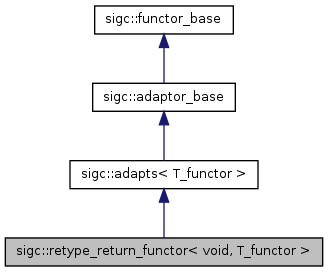 sigc::functor_base
sigc::adaptor_base
sigc::adapts< T_functor >
sigc::retype_return_functor< void, T_functor >